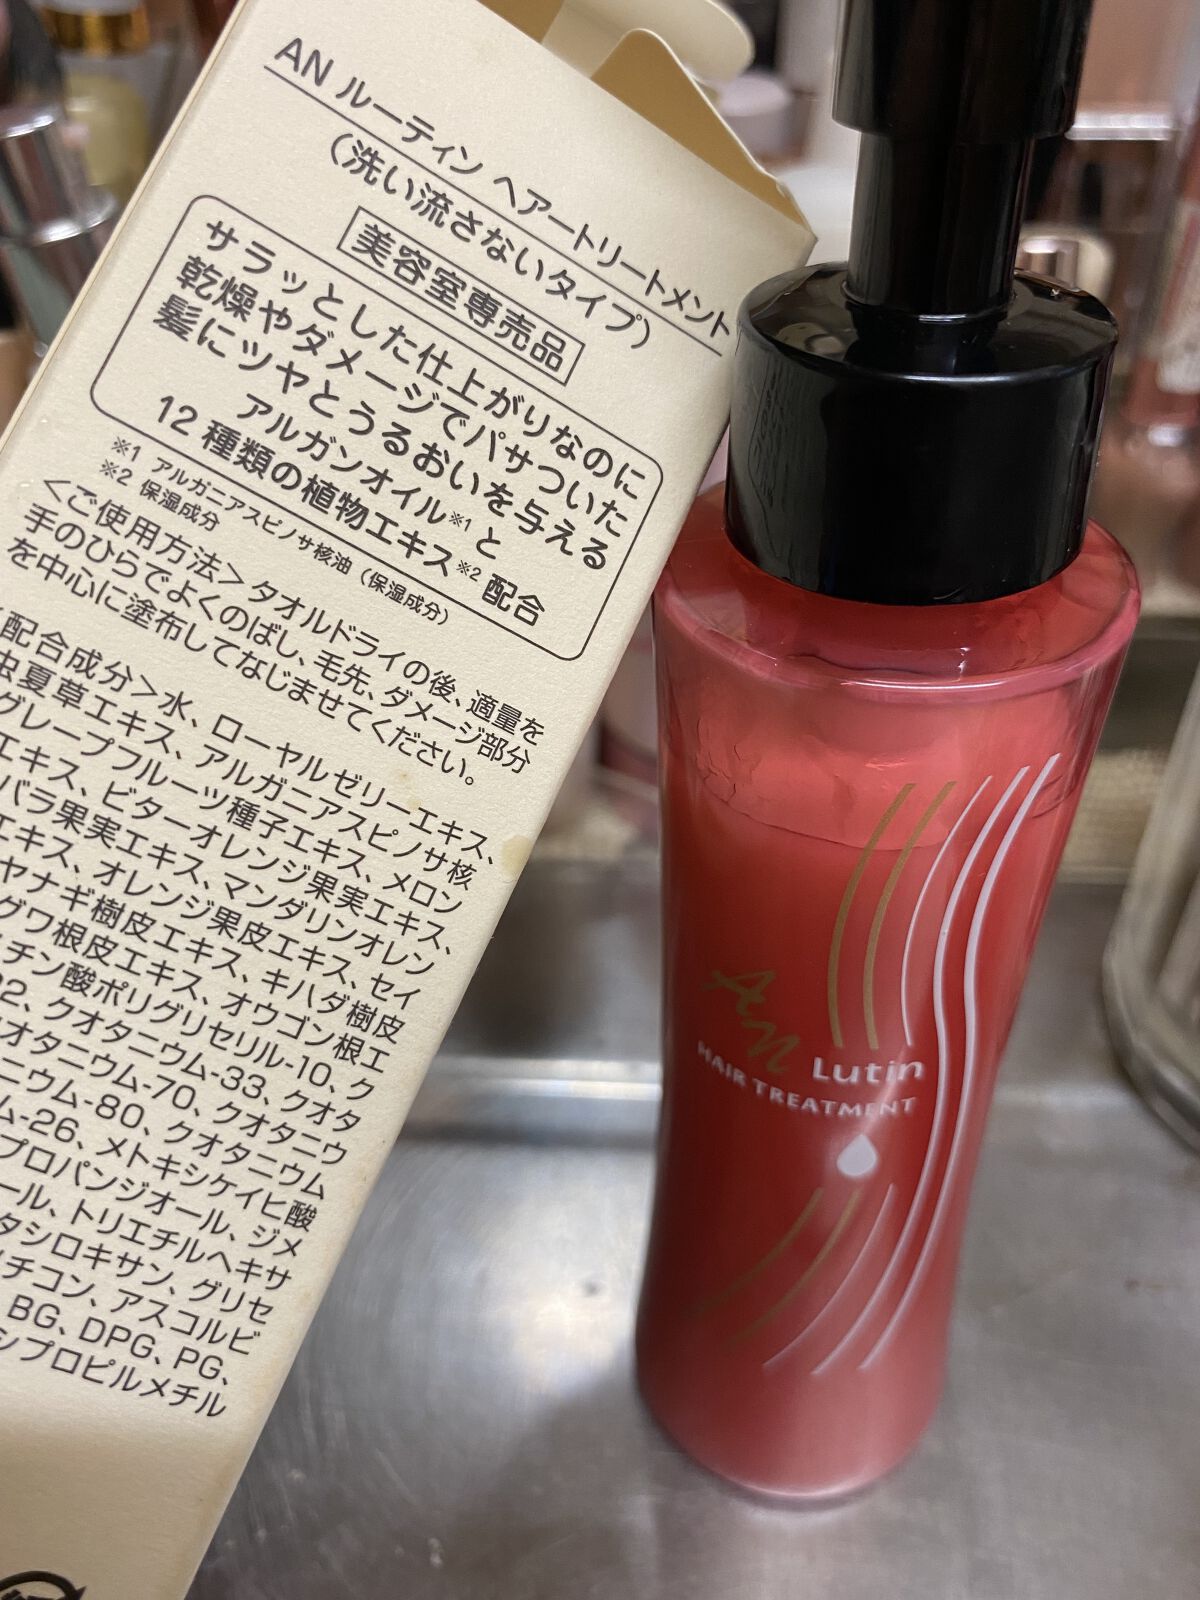 AN ルーティン ヘアートリートメント
（洗い流さないタイプ）
美容室専売品
サラッとした仕上がりなのに
乾燥やダメージでパサついた
髪にツヤとうるおいを与える
アルガンオイル※1 と
12 種類の植物エキス※2 配合
※1 アルガニアスピノサ核油（保湿成分）
※2 保湿成分
＜ご使用方法＞タオルドライの後、適量を
手のひらでよくのばし、毛先、ダメージ部分
を中心に塗布してなじませてください。
配合成分＞水、ローヤルゼリーエキス、
虫夏草エキス、アルガニアスピノサ核
グレープフルーツ種子エキス、メロン
エキス、ビターオレンジ果実エキス、
バラ果実エキス、マンダリンオレン
エキス、オレンジ果皮エキス、セイ
ヤナギ樹皮エキス、キハダ樹皮
グワ根皮エキス、オウゴン根エ
チン酸ポリグリセリル-10、ク
92、クオタニウム-33、クオタ
オタニウム-70、クオタニウ
ニウム-80、クオタニウム
ム-26、メトキシケイヒ酸
プロパンジオール、ジメ
ール、トリエチルヘキサ
タシロキサン、グリセ
チコン、アスコルビ
BG、DPG、PG、
シプロピルメチル
AN Lutin
HAIR TREATMENT